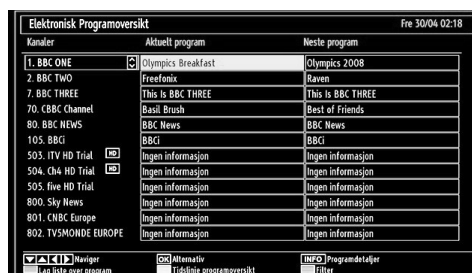 Elektronisk Programoversikt Fre 30/04 02:18
Kanaler Aktuelt program Neste program
1. BBC ONE Olympics Breakfast Olympics 2008
2. BBC TWO Freefonix Raven
7. BBC THREE This Is BBC THREE This Is BBC THREE
70. CBBC Channel Basil Brush Best of Friends
80. BBC NEWS BBC News BBC News
105. BBCi BBCi BBCi
503. ITV HD Trial HD Ingen informasjon Ingen informasjon
504. Ch4 HD Trial HD Ingen informasjon Ingen informasjon
505. five HD Trial Ingen informasjon Ingen informasjon
800. Sky News Ingen informasjon Ingen informasjon
801. CNBC Europe Ingen informasjon Ingen informasjon
802. TV5MONDE EUROPE Ingen informasjon Ingen informasjon
Naviger OK Alternativ INFO Programdetaljer
Lag liste over program Tidslinje programoversikt Filter